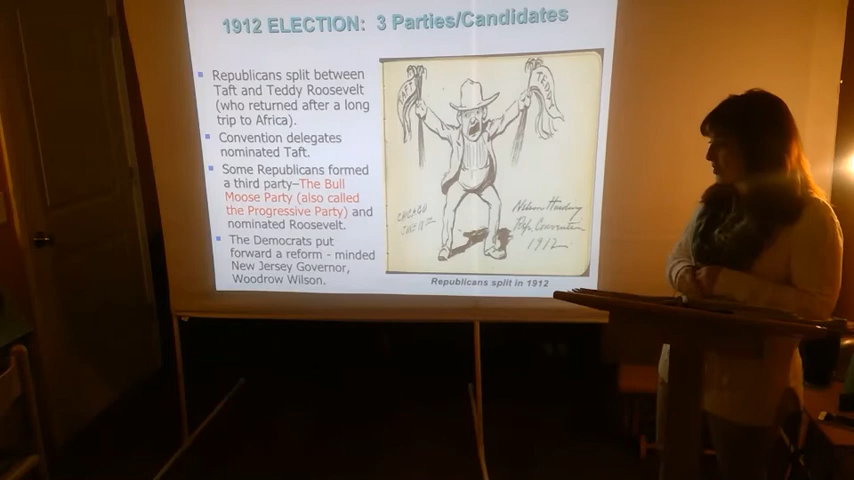 1912 ELECTION: 3 Parties/Candidates
Republicans split between
Taft and Teddy Roosevelt
(who returned after a long
trip to Africa).
Convention delegates
nominated Taft.
Some Republicans formed
a third party–The Bull
Moose Party (also called
the Progressive Party) and
nominated Roosevelt.
The Democrats put
forward a reform - minded
New Jersey Governor,
Woodrow Wilson.
TAFT
TEDDY
CHICAGO
Nelson Harding
Rep. Convention
1912
Republicans split in 1912